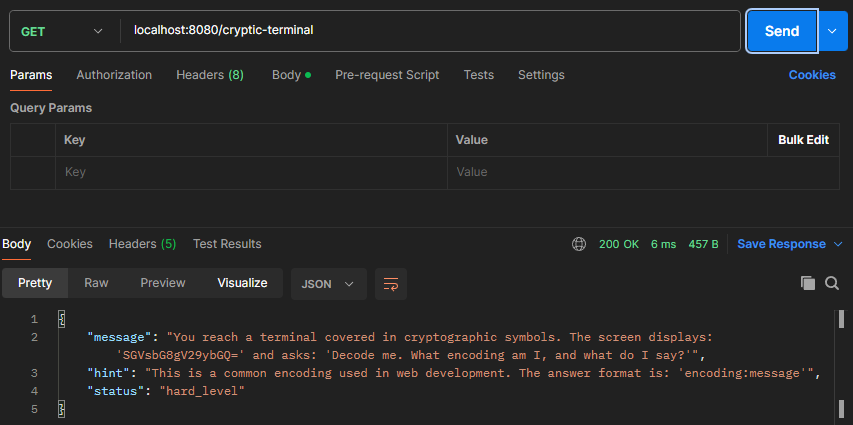 GET localhost:8080/cryptic-terminal Send
Params Authorization Headers (8) Body Pre-request Script Tests Settings Cookies
Query Params
Key Value Bulk Edit
Key Value
Body Cookies Headers (5) Test Results 200 OK 6 ms 457 B Save Response
Pretty Raw Preview Visualize JSON
1 {
2 "message": "You reach a terminal covered in cryptographic symbols. The screen displays:
'SGVsbG8gV29ybGQ=' and asks: 'Decode me. What encoding am I, and what do I say?'",
3 "hint": "This is a common encoding used in web development. The answer format is: 'encoding:message'",
4 "status": "hard_level"
5 }